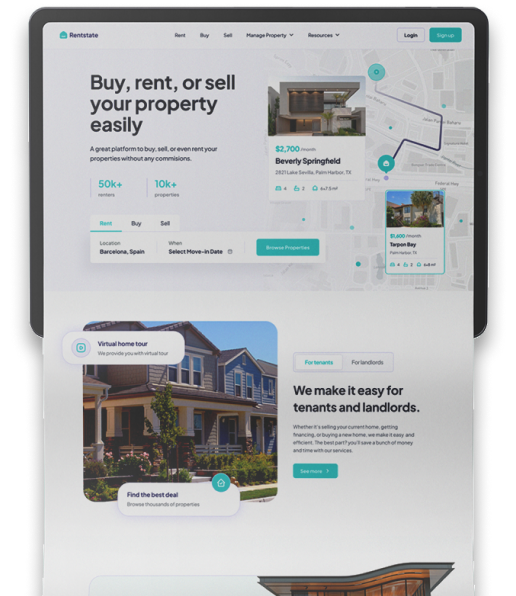 Rentstate
Rent Buy Sell Manage Property Resources
Login Sign up
Buy, rent, or sell
your property
easily
A great platform to buy, sell, or even rent your
properties without any commisions.
50k+ 10k+
renters properties
Rent Buy Sell
Location When
Barcelona, Spain Select Move-in Date
Browse Properties
$2,700 /month
Beverly Springfield
2821 Lake Sevilla, Palm Harbor, TX
4 2 6x7.5 m²
$1,600 /month
Tarpon Bay
Palm Harbor, TX
4 2
Virtual home tour
We provide you with virtual tour
Find the best deal
Browse thousands of properties
For tenants For landlords
We make it easy for
tenants and landlords.
Whether it's selling your current home, getting
financing, or buying a new home, we make it easy and
efficient. The best part? you'll save a bunch of money
and time with our services.
See more